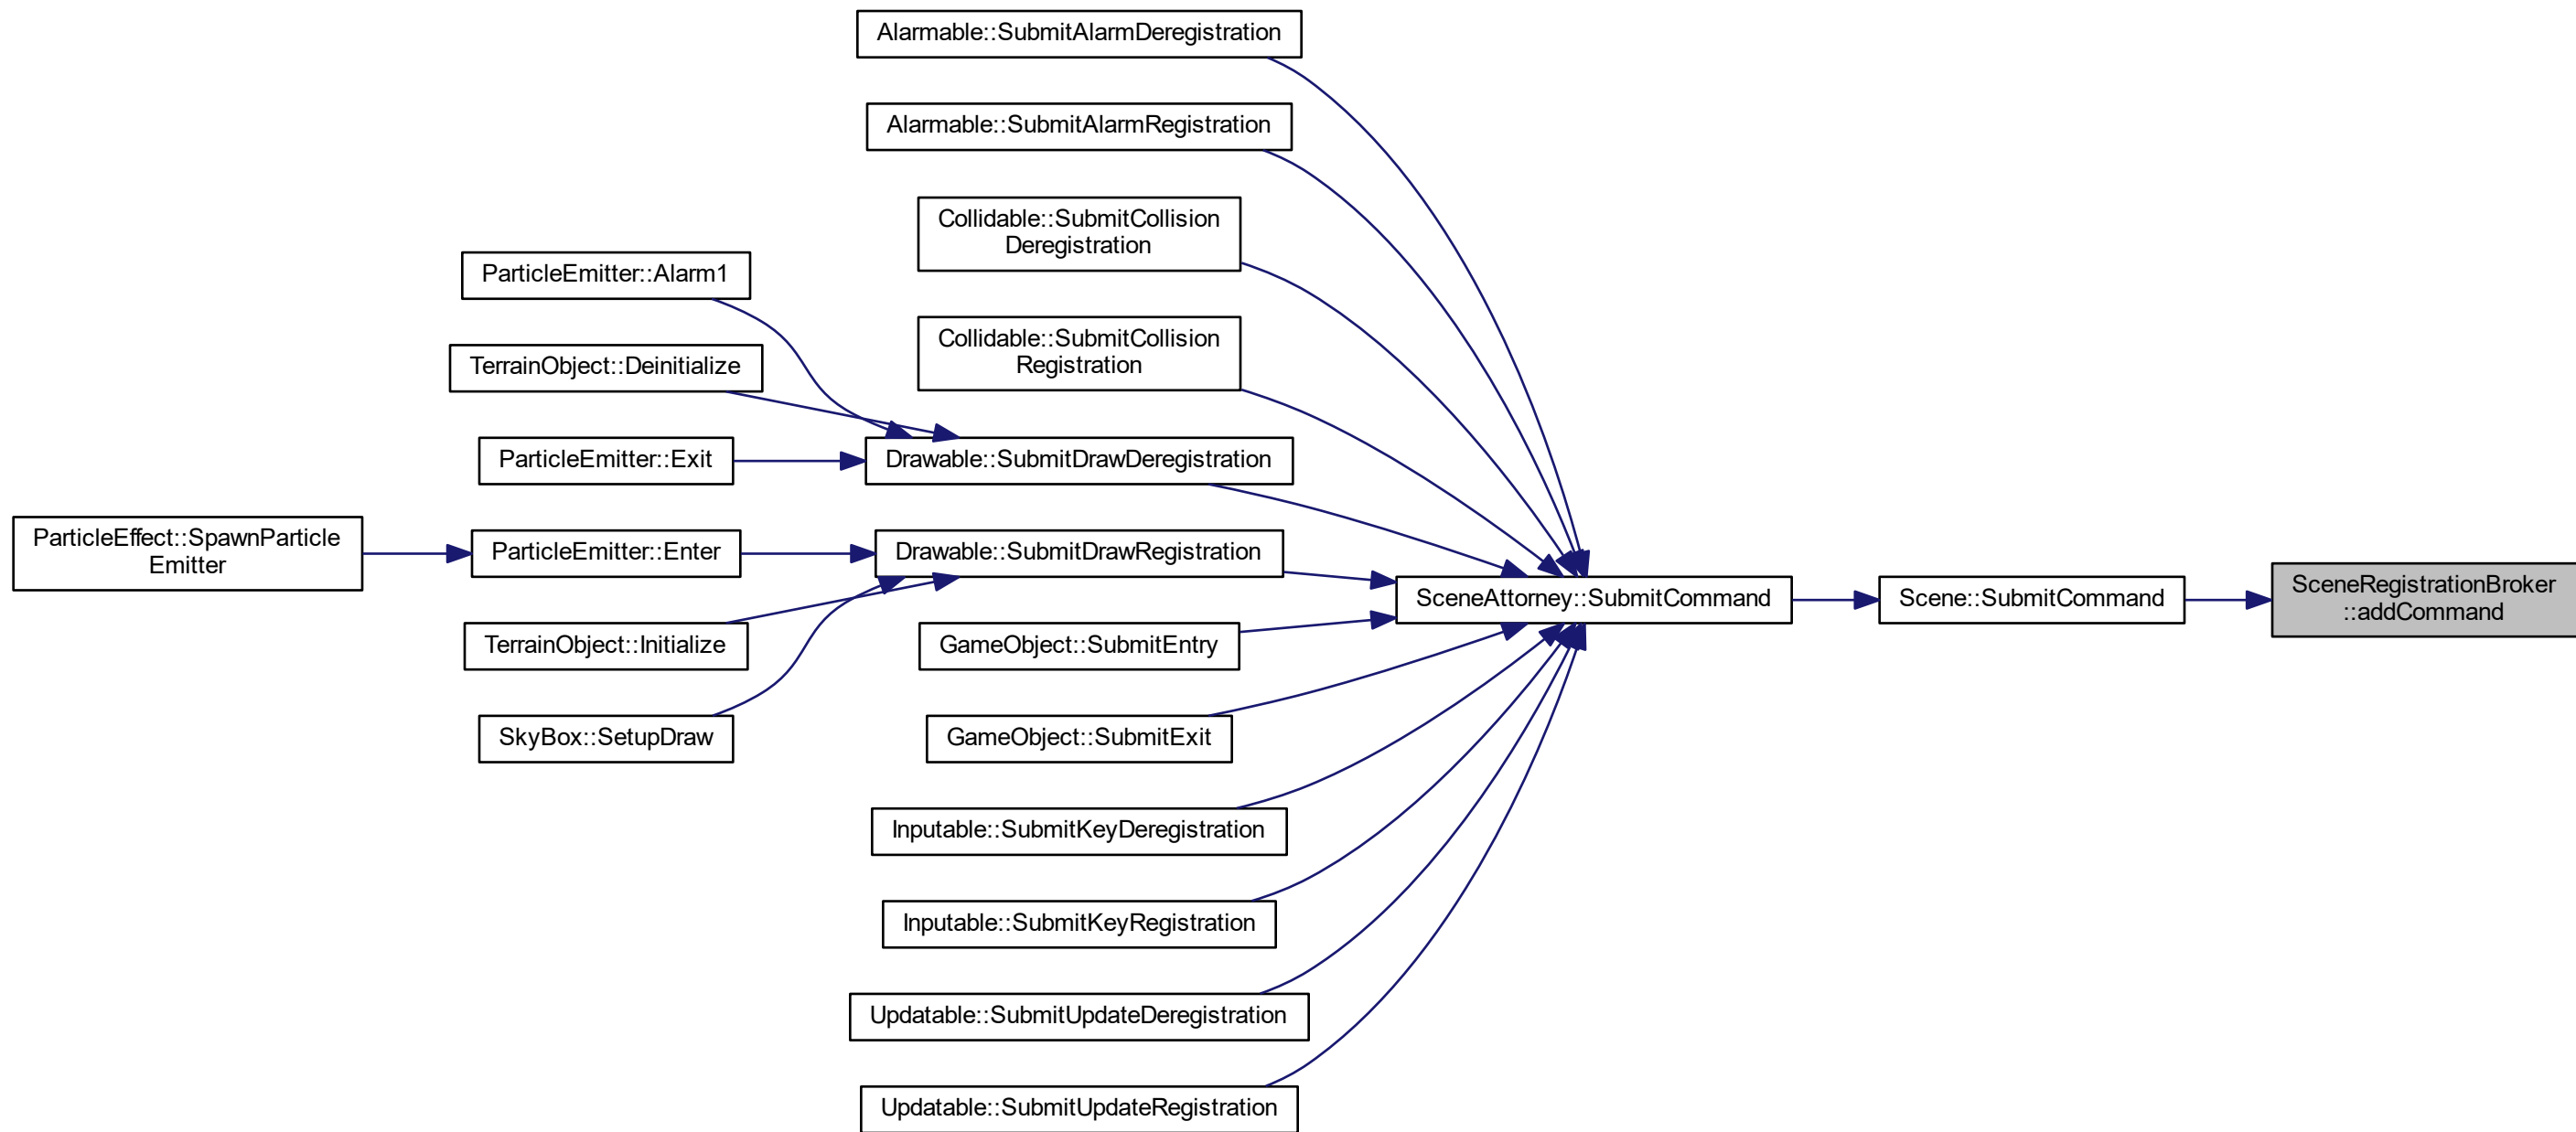 Alarmable::SubmitAlarmDeregistration
Alarmable::SubmitAlarmRegistration
Collidable::SubmitCollision
Deregistration
ParticleEmitter::Alarm1
Collidable::SubmitCollision
Registration
TerrainObject::Deinitialize
ParticleEmitter::Exit
Drawable::SubmitDrawDeregistration
ParticleEffect::SpawnParticle
Emitter
ParticleEmitter::Enter
Drawable::SubmitDrawRegistration
SceneAttorney::SubmitCommand
Scene::SubmitCommand
SceneRegistrationBroker
::addCommand
TerrainObject::Initialize
GameObject::SubmitEntry
SkyBox::SetupDraw
GameObject::SubmitExit
Inputable::SubmitKeyDeregistration
Inputable::SubmitKeyRegistration
Updatable::SubmitUpdateDeregistration
Updatable::SubmitUpdateRegistration